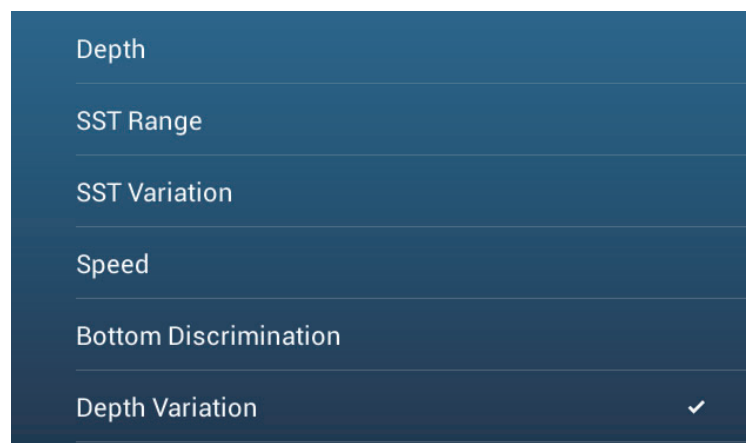 Depth
SST Range
SST Variation
Speed
Bottom Discrimination
Depth Variation